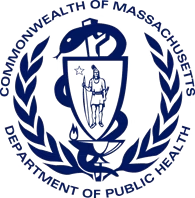 COMMONWEALTH OF MASSACHUSETTS
DEPARTMENT OF PUBLIC HEALTH